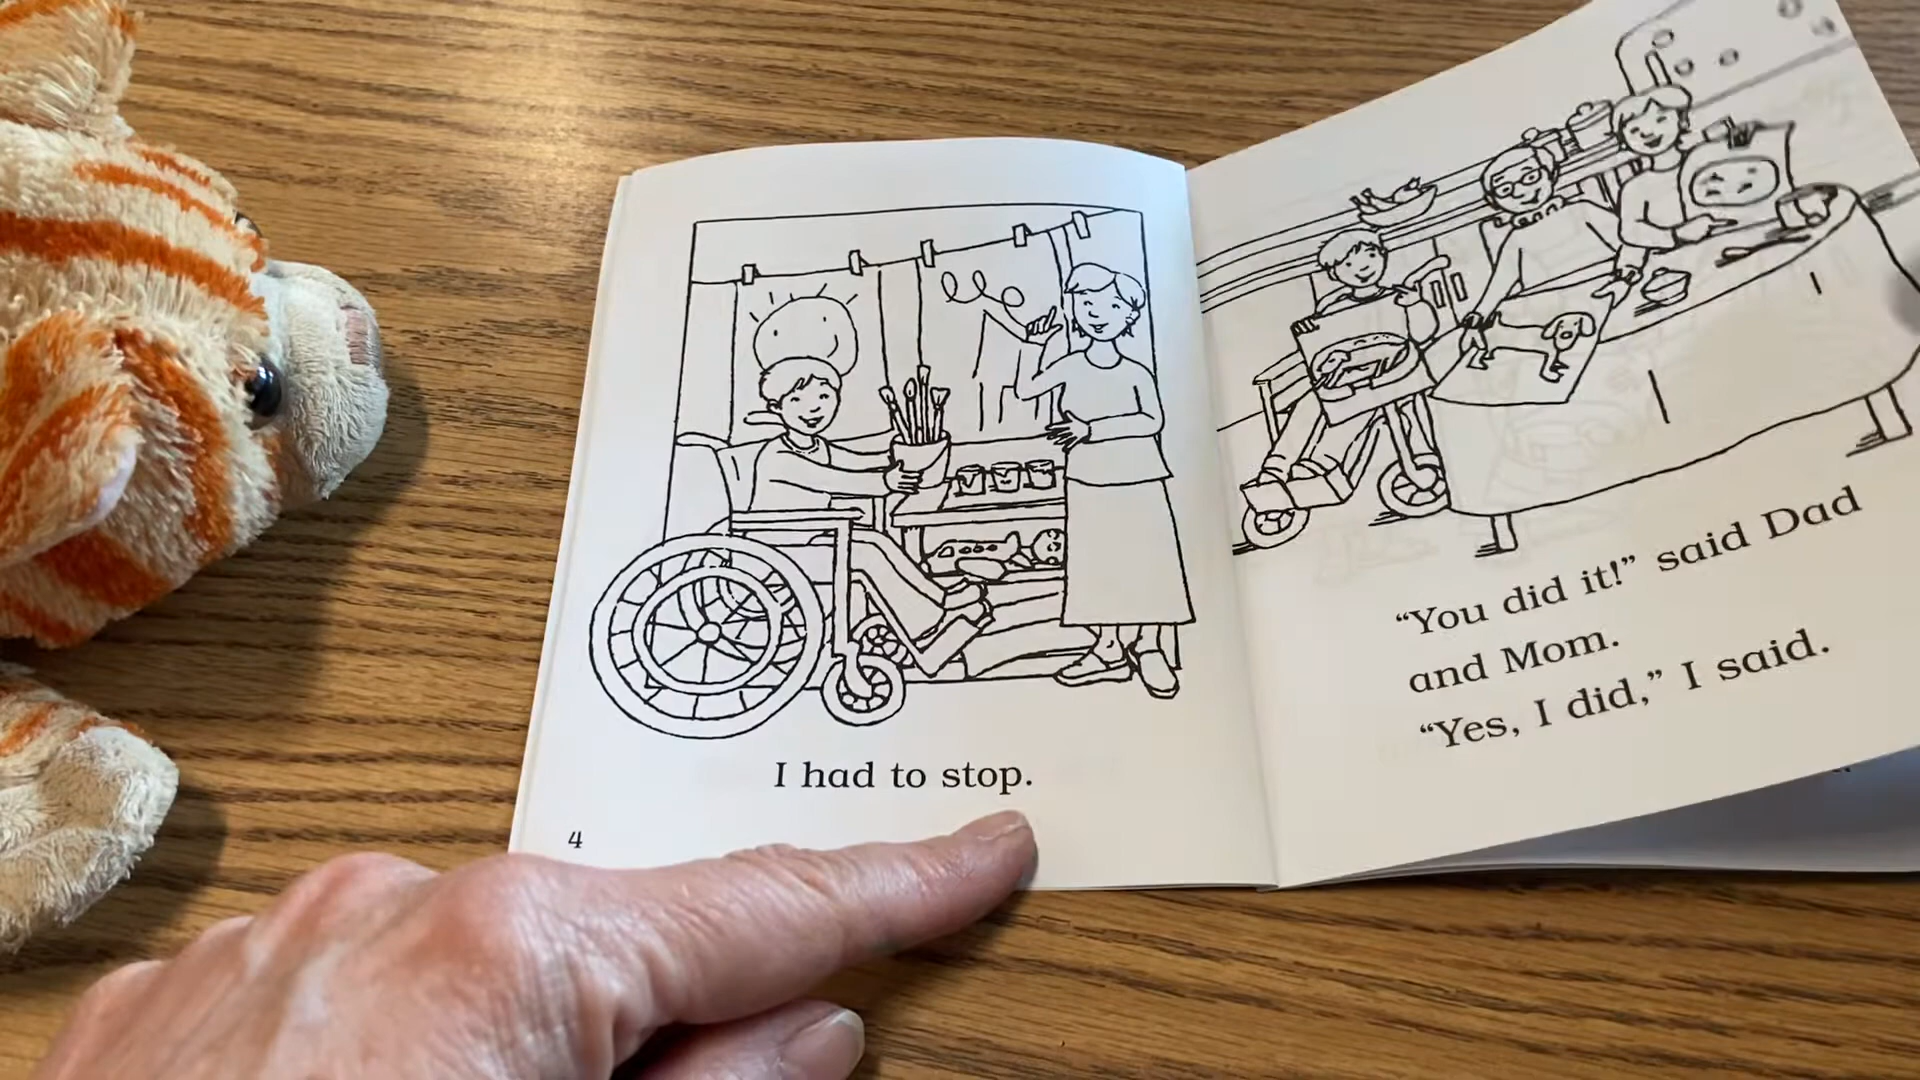 I had to stop.
4
“You did it!” said Dad
and Mom.
“Yes, I did,” I said.